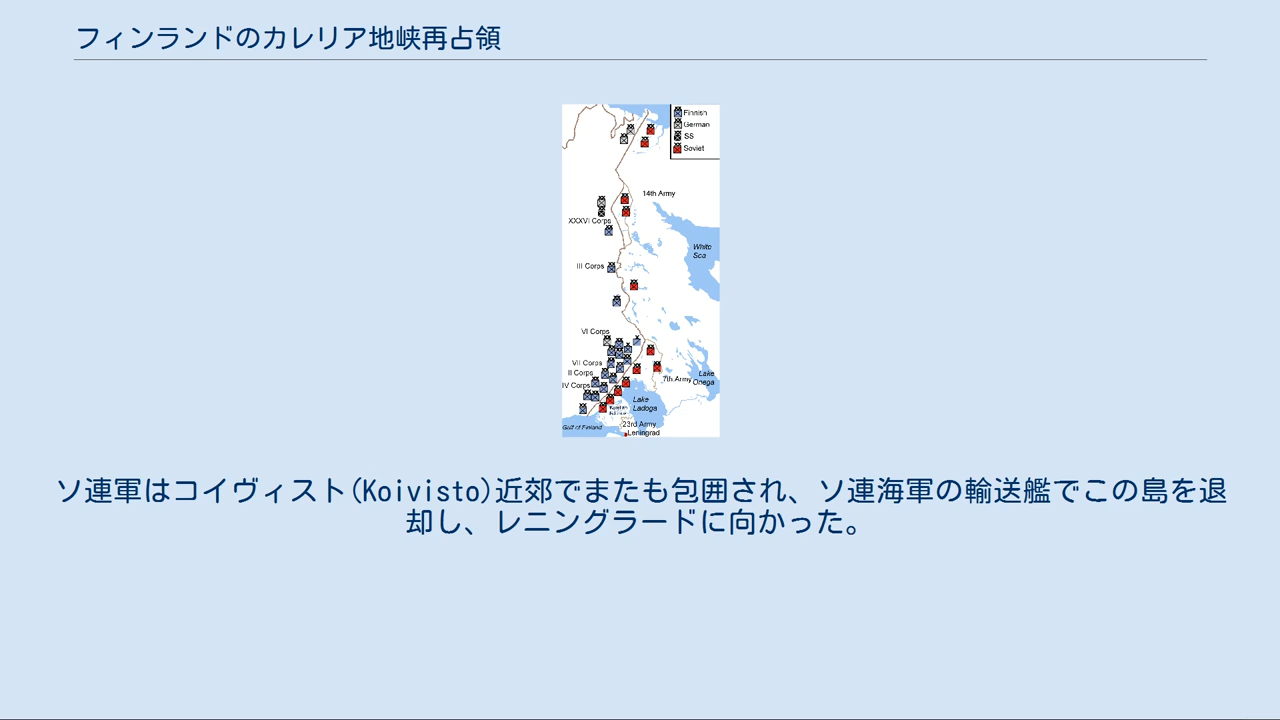 フィンランドのカレリア地峡再占領
Finnish
German
SS
Soviet
14th Army
XXXVI Corps
White
Sea
III Corps
VI Corps
VII Corps
II Corps
Lake
7th Army Onega
IV Corps
Lake
Ladoga
23rd Army
Gulf of Finland
Leningrad
ソ連軍はコイヴィスト(Koivisto)近郊でまたも包囲され、ソ連海軍の輸送艦でこの島を退
却し、レニングラードに向かった。